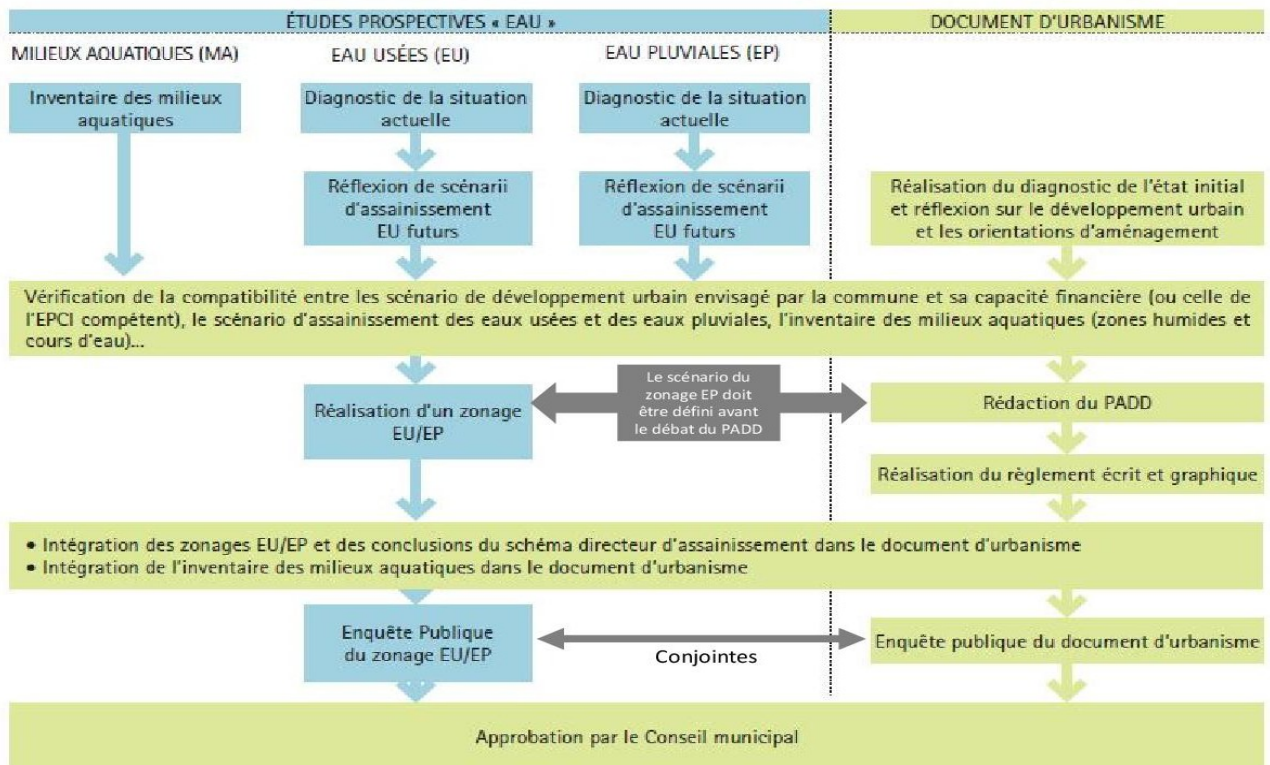 ÉTUDES PROSPECTIVES « EAU »
DOCUMENT D'URBANISME
MILIEUX AQUATIQUES (MA)
EAU USÉES (EU)
EAU PLUVIALES (EP)
Inventaire des milieux
aquatiques
Diagnostic de la situation
actuelle
Diagnostic de la situation
actuelle
Réflexion de scénarii
d'assainissement
EU futurs
Réflexion de scénarii
d'assainissement
EU futurs
Réalisation du diagnostic de l'état initial
et réflexion sur le développement urbain
et les orientations d'aménagement
Vérification de la compatibilité entre les scénario de développement urbain envisagé par la commune et sa capacité financière (ou celle de
l'EPCI compétent), le scénario d'assainissement des eaux usées et des eaux pluviales, l'inventaire des milieux aquatiques (zones humides et
cours d'eau)...
Réalisation d'un zonage
EU/EP
Le scénario du
zonage EP doit
être défini avant
le débat du PADD
Rédaction du PADD
Réalisation du règlement écrit et graphique
• Intégration des zonages EU/EP et des conclusions du schéma directeur d'assainissement dans le document d'urbanisme
• Intégration de l'inventaire des milieux aquatiques dans le document d'urbanisme
Enquête Publique
du zonage EU/EP
Conjointes
Enquête publique du document d'urbanisme
Approbation par le Conseil municipal